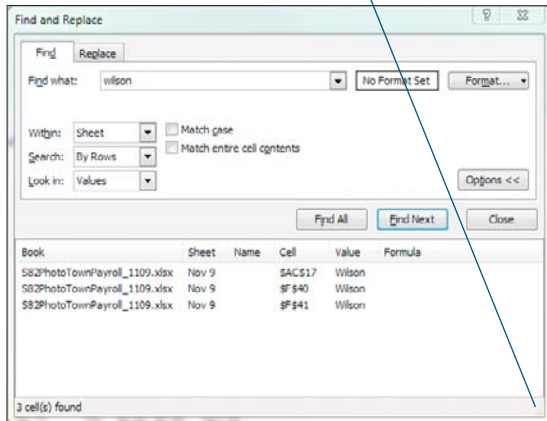 Find and Replace
Find Replace
Find what: wilson No Format Set Format...
Within: Sheet Match case
Search: By Rows Match entire cell contents
Look in: Values Options <<
Find All Find Next Close
Book Sheet Name Cell Value Formula
S82PhotoTownPayroll_1109.xlsx Nov 9 $AC$17 Wilson
S82PhotoTownPayroll_1109.xlsx Nov 9 $F$40 Wilson
S82PhotoTownPayroll_1109.xlsx Nov 9 $F$41 Wilson
3 cell(s) found